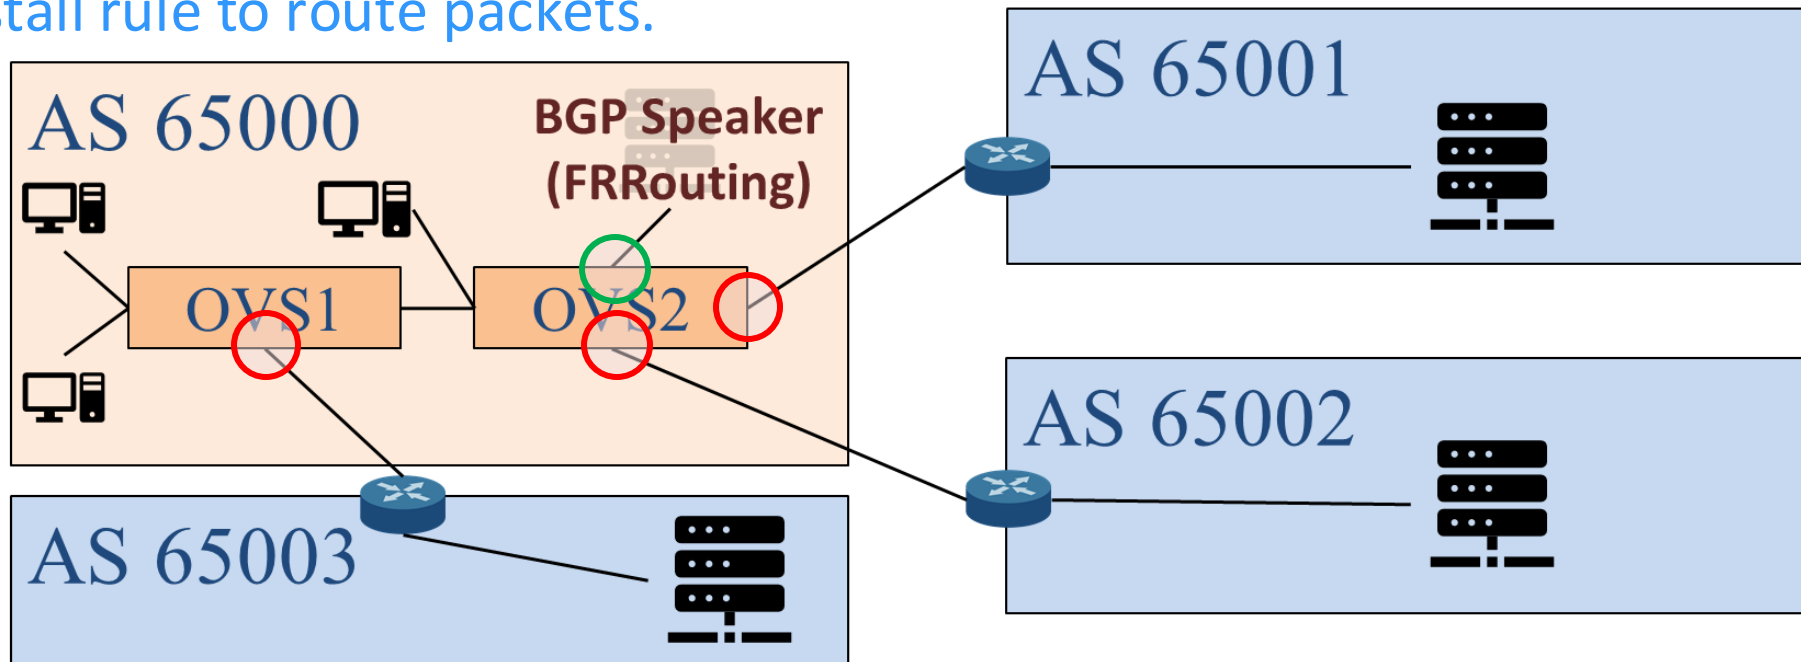 stall rule to route packets.
AS 65000
BGP Speaker
(FRRouting)
OVS1
OVS2
AS 65001
AS 65002
AS 65003